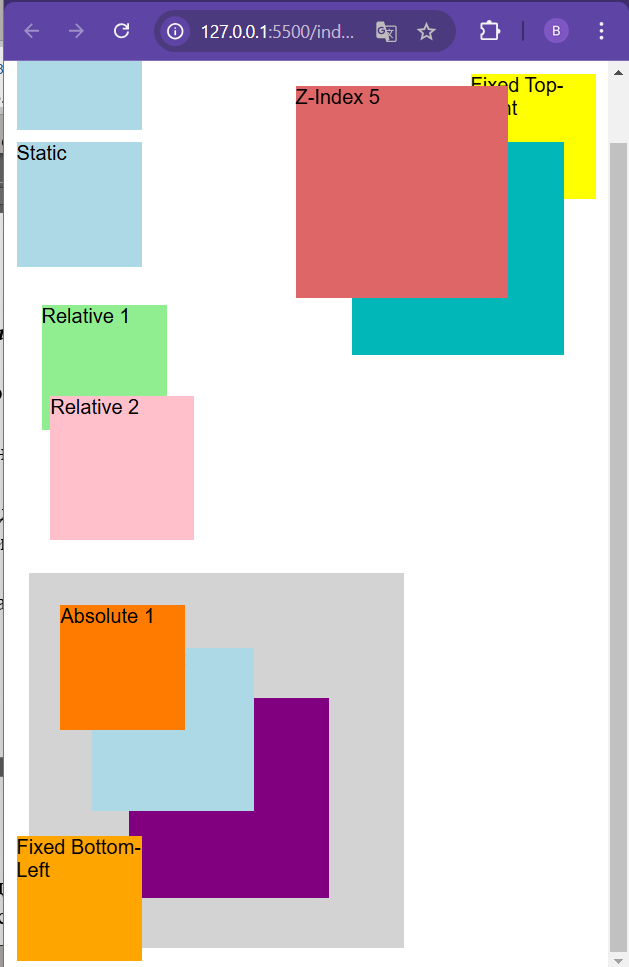 127.0.0.1:5500/ind...
B
Fixed Top-
Z-Index 5
Static
Relative 1
Relative 2
Absolute 1
Fixed Bottom-
Left